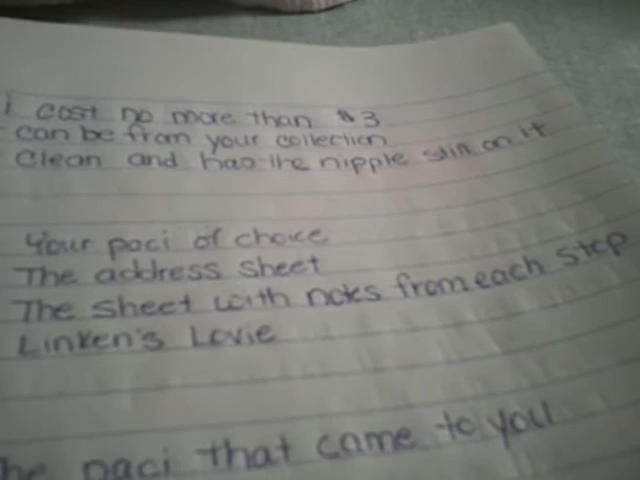 cost no more than $3
can be from your collection
Clean and has the nipple still on it
Your paci of choice
The address sheet
The sheet with notes from each stop
Linken's Lovie
he paci that came to you